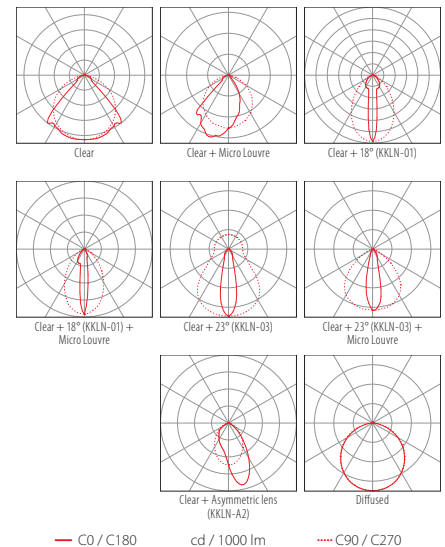 Clear
Clear + Micro Louvre
Clear + 18° (KKLN-01)
Clear + 18° (KKLN-01) +
Micro Louvre
Clear + 23° (KKLN-03)
Clear + 23° (KKLN-03) +
Micro Louvre
Clear + Asymmetric lens
(KKLN-A2)
Diffused
C0 / C180 cd / 1000 lm C90 / C270